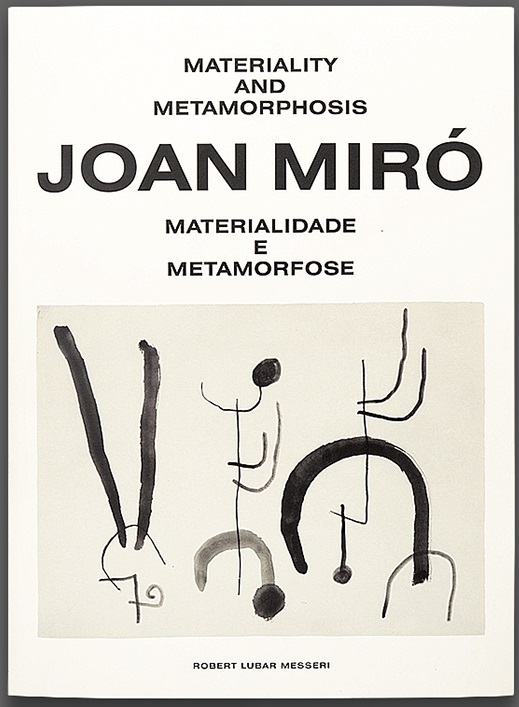 MATERIALITY
AND
METAMORPHOSIS
JOAN MIRÓ
MATERIALIDADE
E
METAMORFOSE
ROBERT LUBAR MESSERI